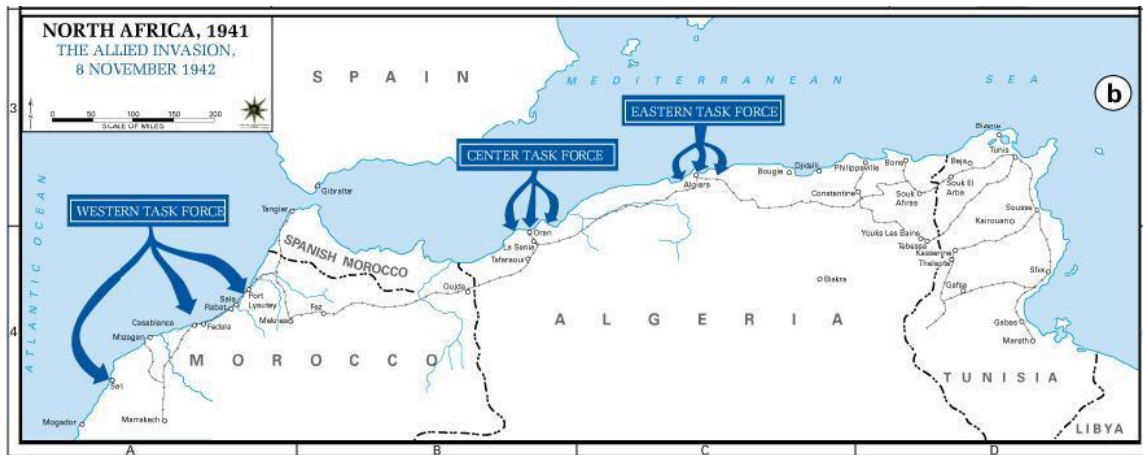 NORTH AFRICA, 1941
THE ALLIED INVASION,
8 NOVEMBER 1942
0 50 100 150 200
SCALE OF MILES
SPAIN
MEDITERRANEAN SEA
b
3
EASTERN TASK FORCE
CENTER TASK FORCE
WESTERN TASK FORCE
ATLANTIC OCEAN
Gibraltar
Tangier
SPANISH MOROCCO
Bizerte
Tunis
Beja
Bone
Philippeville
Djidelli
Bougie
Algiers
Constantine
Souk
Ahras
Souk El
Arba
Sousse
Kairouan
Oran
La Sania
Tafaraoui
Youks Les Bains
Tebessa
Kasserine
Thelepte
Sfax
Biskra
Gafsa
Gabes
Mareth
Oujda
Fez
Meknes
Port
Lyautey
Sale
Rabat
Fedala
Casablanca
Mazagan
4
MOROCCO
ALGERIA
TUNISIA
LIBYA
Safi
Marrakech
Mogador
A B C D